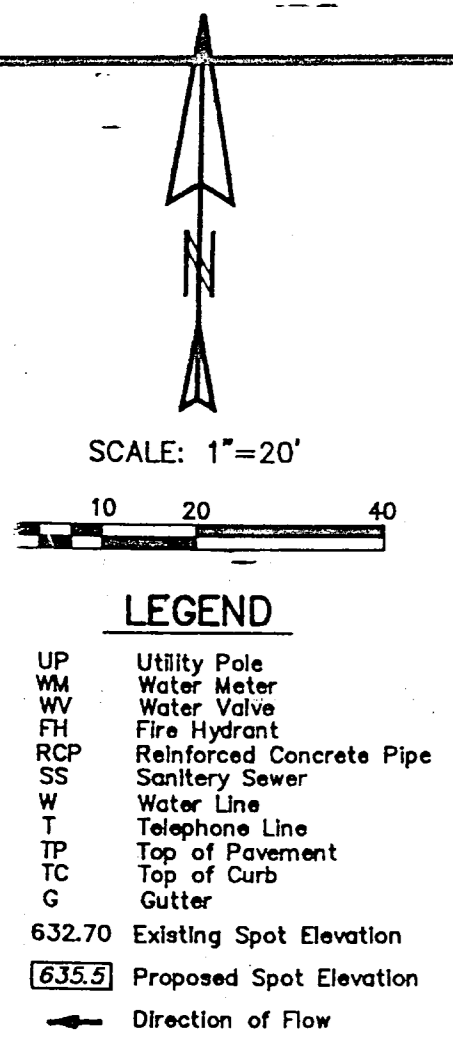 N
SCALE: 1"=20'
10 20 40
LEGEND
UP Utility Pole
WM Water Meter
WV Water Valve
FH Fire Hydrant
RCP Reinforced Concrete Pipe
SS Sanitery Sewer
W Water Line
T Telephone Line
TP Top of Pavement
TC Top of Curb
G Gutter
632.70 Existing Spot Elevation
635.5 Proposed Spot Elevation
Direction of Flow